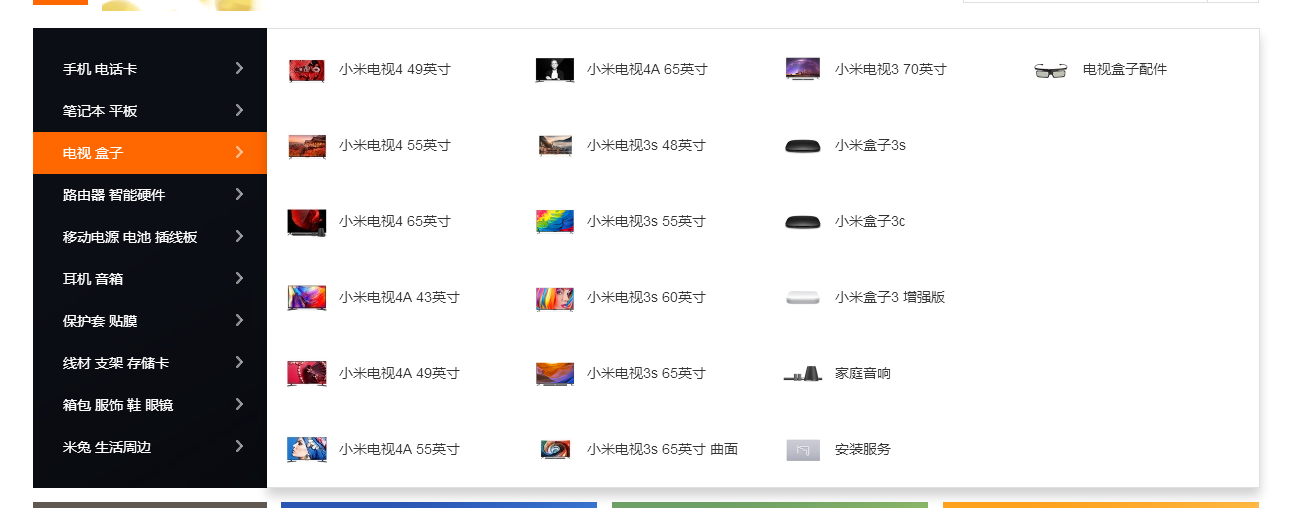 手机 电话卡
笔记本 平板
电视 盒子
路由器 智能硬件
移动电源 电池 插线板
耳机 音箱
保护套 贴膜
线材 支架 存储卡
箱包 服饰 鞋 眼镜
米兔 生活周边
小米电视4 49英寸
小米电视4 55英寸
小米电视4 65英寸
小米电视4A 43英寸
小米电视4A 49英寸
小米电视4A 55英寸
小米电视4A 65英寸
小米电视3s 48英寸
小米电视3s 55英寸
小米电视3s 60英寸
小米电视3s 65英寸
小米电视3s 65英寸 曲面
小米电视3 70英寸
小米盒子3s
小米盒子3c
小米盒子3 增强版
家庭音响
安装服务
电视盒子配件